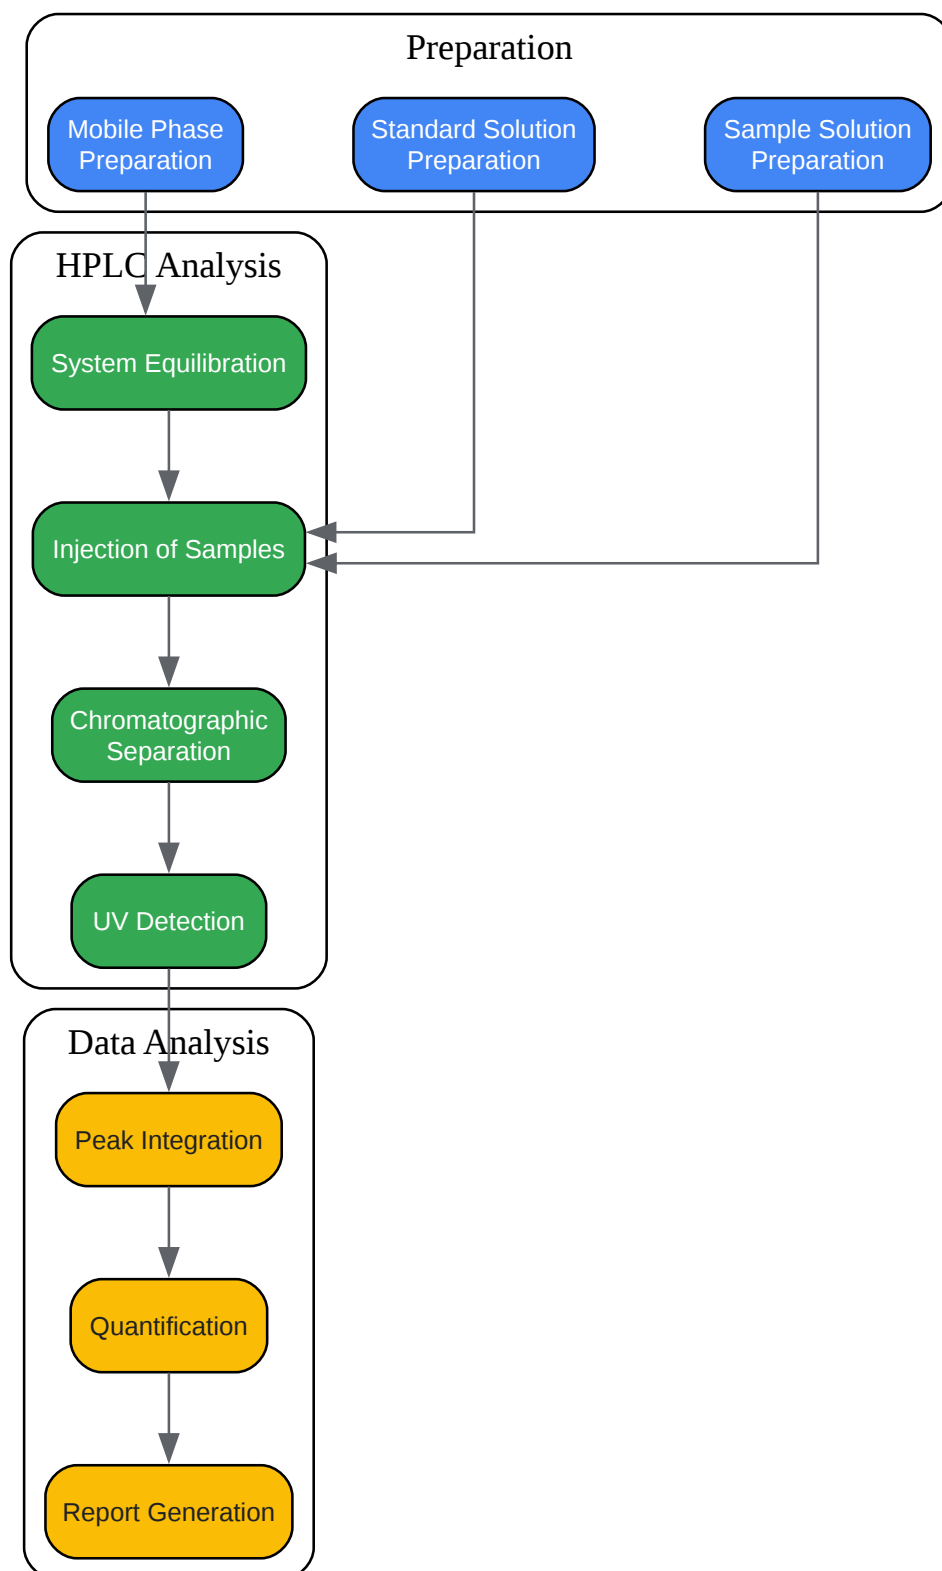 Preparation
Mobile Phase
Preparation
Standard Solution
Preparation
Sample Solution
Preparation
HPLC Analysis
System Equilibration
Injection of Samples
Chromatographic
Separation
UV Detection
Data Analysis
Peak Integration
Quantification
Report Generation